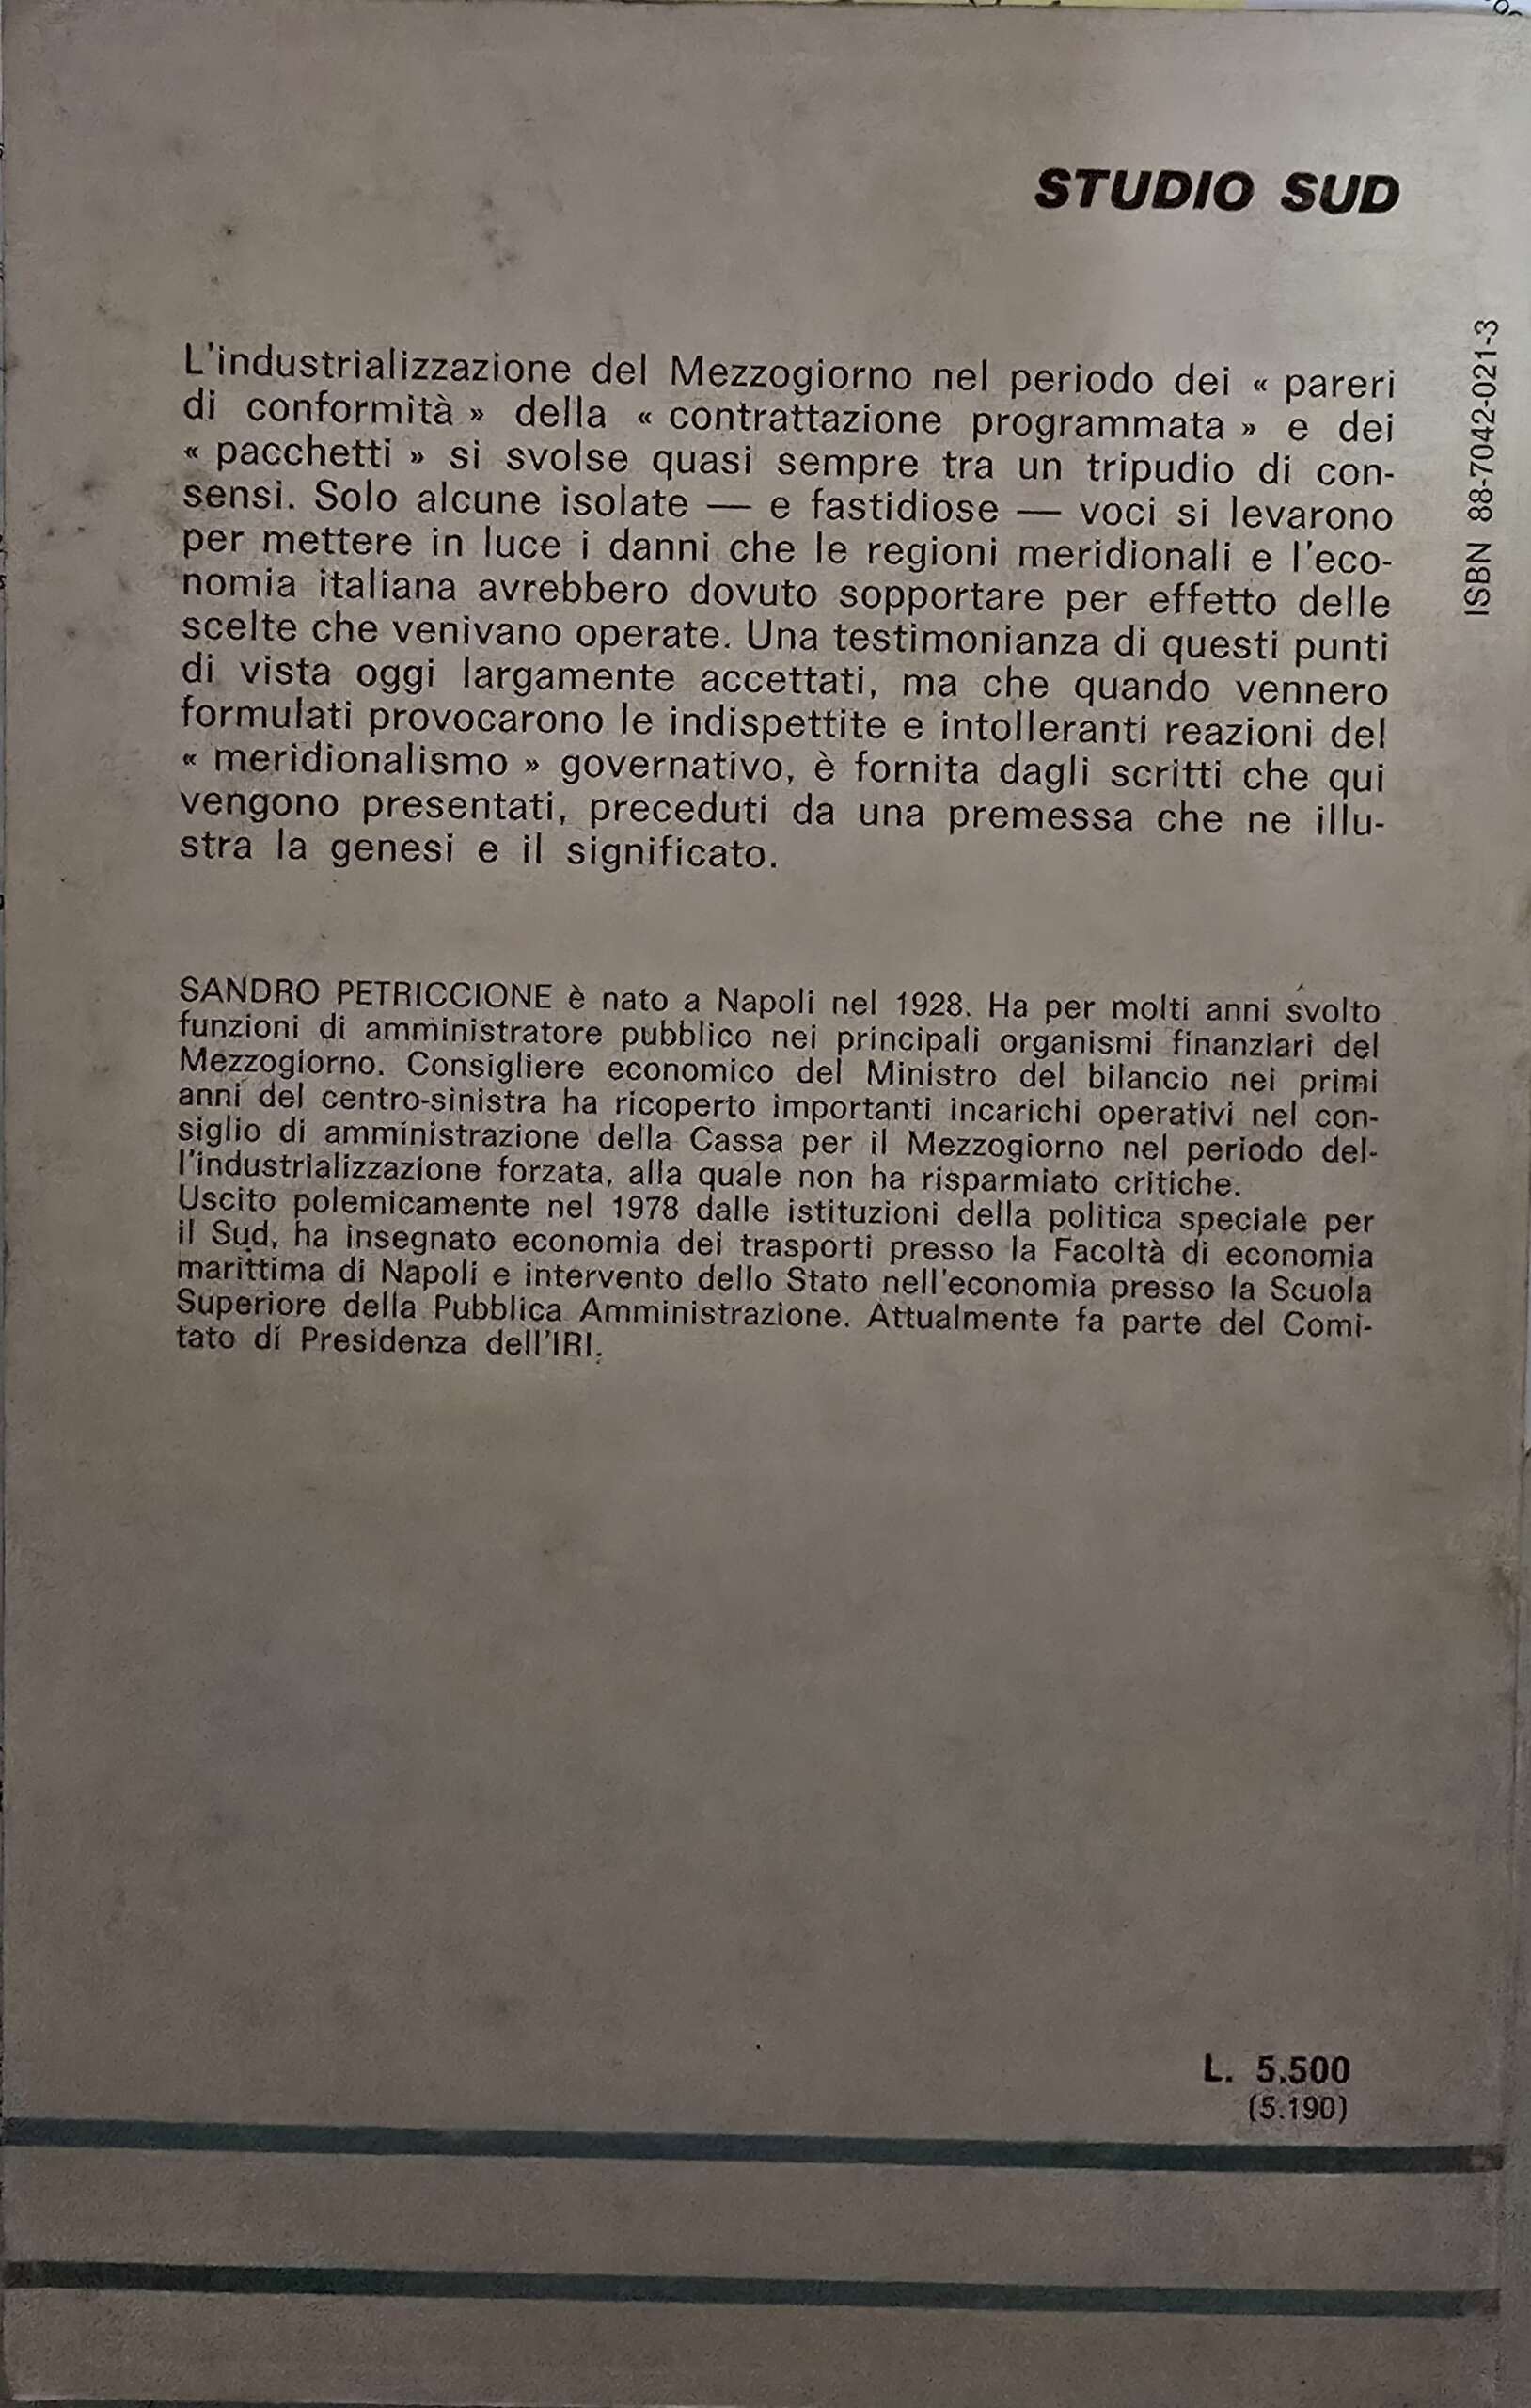 STUDIO SUD
L'industrializzazione del Mezzogiorno nel periodo dei « pareri
di conformità » della « contrattazione programmata » e dei
« pacchetti » si svolse quasi sempre tra un tripudio di con-
sensi. Solo alcune isolate — e fastidiose — voci si levarono
per mettere in luce i danni che le regioni meridionali e l'eco-
nomia italiana avrebbero dovuto sopportare per effetto delle
scelte che venivano operate. Una testimonianza di questi punti
di vista oggi largamente accettati, ma che quando vennero
formulati provocarono le indispettite e intolleranti reazioni del
« meridionalismo » governativo, è fornita dagli scritti che qui
vengono presentati, preceduti da una premessa che ne illu-
stra la genesi e il significato.
SANDRO PETRICCIONE è nato a Napoli nel 1928. Ha per molti anni svolto
funzioni di amministratore pubblico nei principali organismi finanziari del
Mezzogiorno. Consigliere economico del Ministro del bilancio nei primi
anni del centro-sinistra ha ricoperto importanti incarichi operativi nel con-
siglio di amministrazione della Cassa per il Mezzogiorno nel periodo del-
l'industrializzazione forzata, alla quale non ha risparmiato critiche.
Uscito polemicamente nel 1978 dalle istituzioni della politica speciale per
il Sud, ha insegnato economia dei trasporti presso la Facoltà di economia
marittima di Napoli e intervento dello Stato nell'economia presso la Scuola
Superiore della Pubblica Amministrazione. Attualmente fa parte del Comi-
tato di Presidenza dell'IRI.
ISBN 88-7042-021-3
L. 5.500
(5.190)